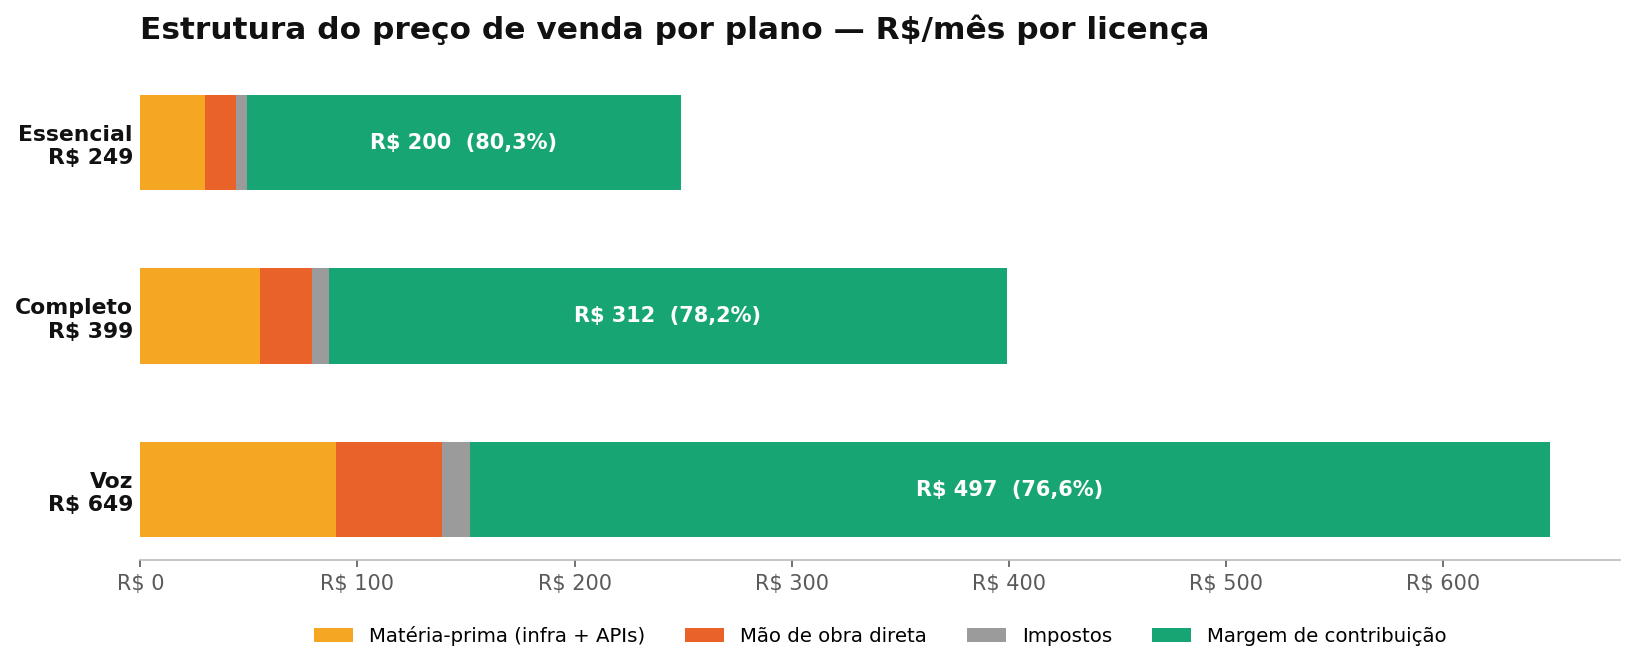 Estrutura do preço de venda por plano — R$/mês por licença
Essencial
R$ 249
R$ 200 (80,3%)
Completo
R$ 399
R$ 312 (78,2%)
Voz
R$ 649
R$ 497 (76,6%)
R$ 0 R$ 100 R$ 200 R$ 300 R$ 400 R$ 500 R$ 600
Matéria-prima (infra + APIs) Mão de obra direta Impostos Margem de contribuição